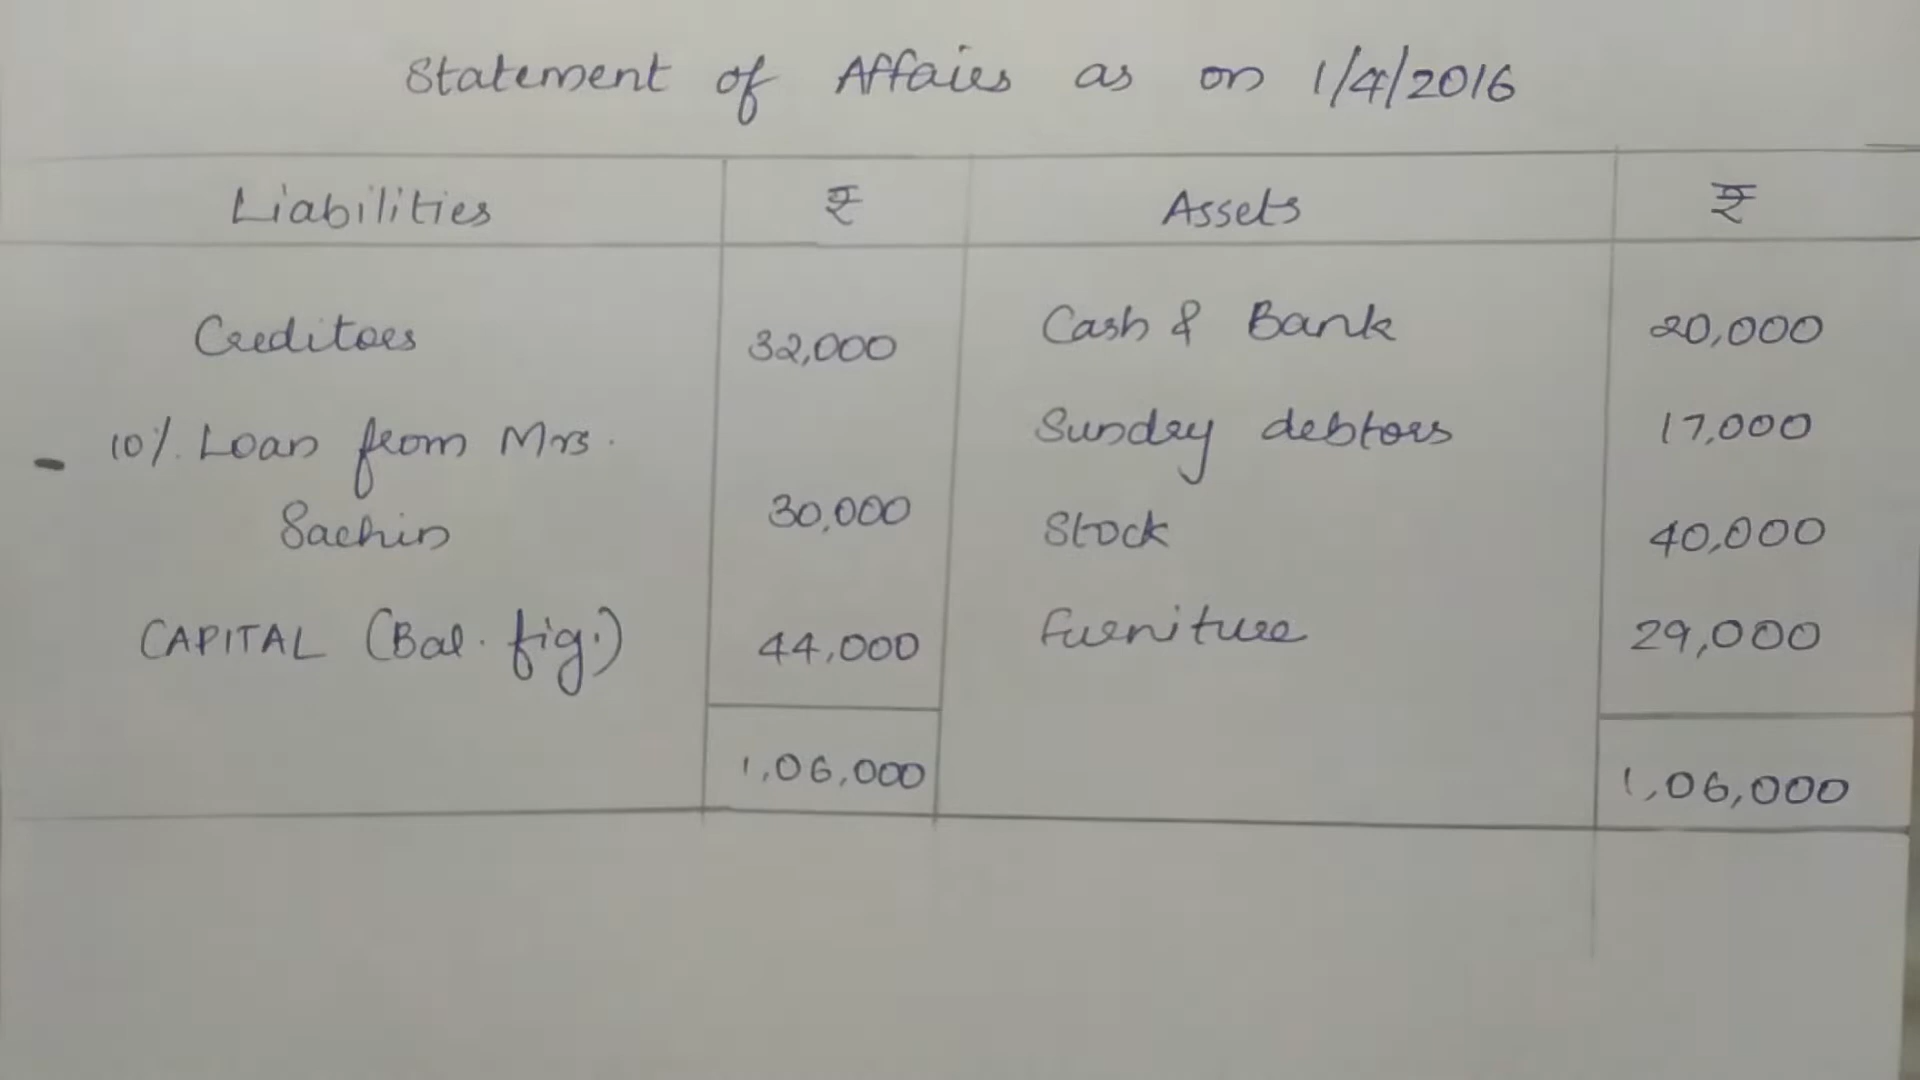 Statement of Affairs as on 1/4/2016
Liabilities ₹ Assets ₹
Creditors 32,000 Cash & Bank 20,000
10% Loan from Mrs. Sundry debtors 17,000
Sachin 30,000 Stock 40,000
CAPITAL (Bal. fig.) 44,000 Furniture 29,000
1,06,000 1,06,000